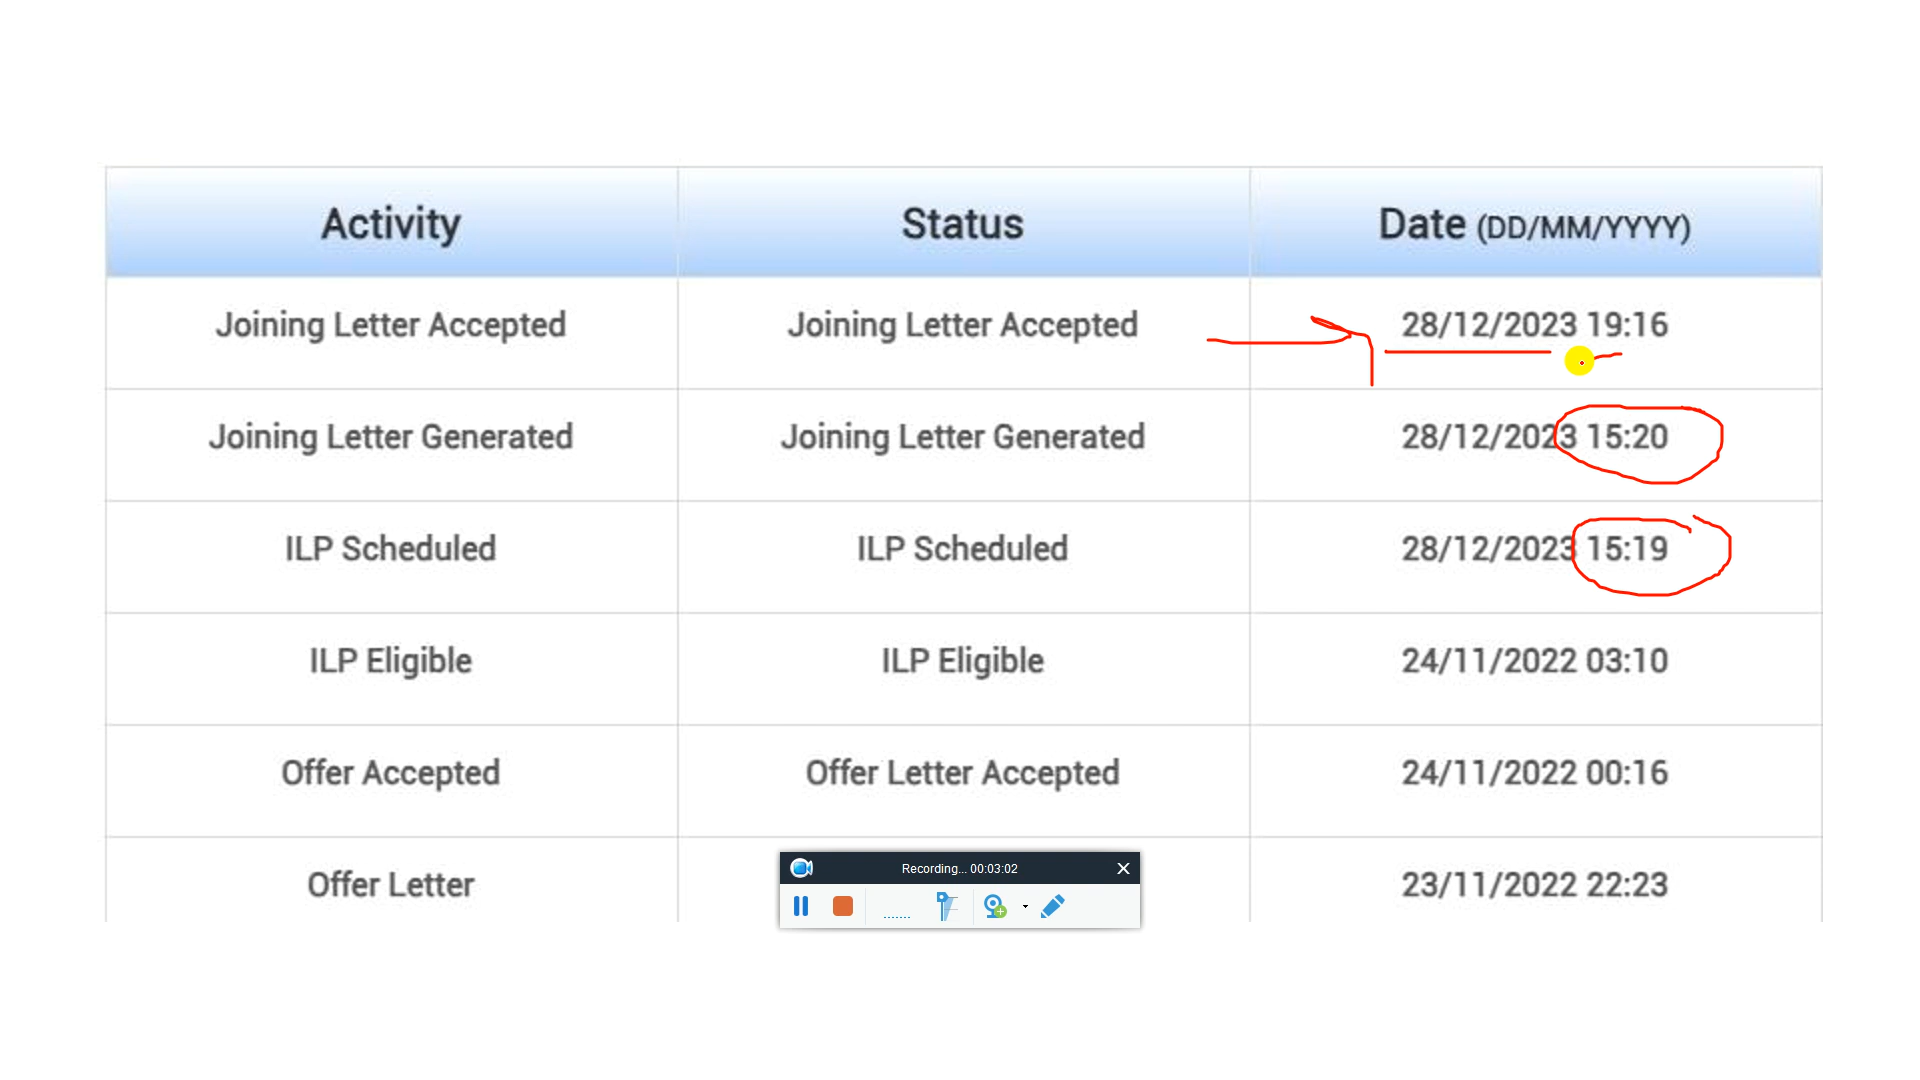 Activity Status Date (DD/MM/YYYY)
Joining Letter Accepted Joining Letter Accepted 28/12/2023 19:16
Joining Letter Generated Joining Letter Generated 28/12/2023 15:20
ILP Scheduled ILP Scheduled 28/12/2023 15:19
ILP Eligible ILP Eligible 24/11/2022 03:10
Offer Accepted Offer Letter Accepted 24/11/2022 00:16
Offer Letter 23/11/2022 22:23
Recording... 00:03:02